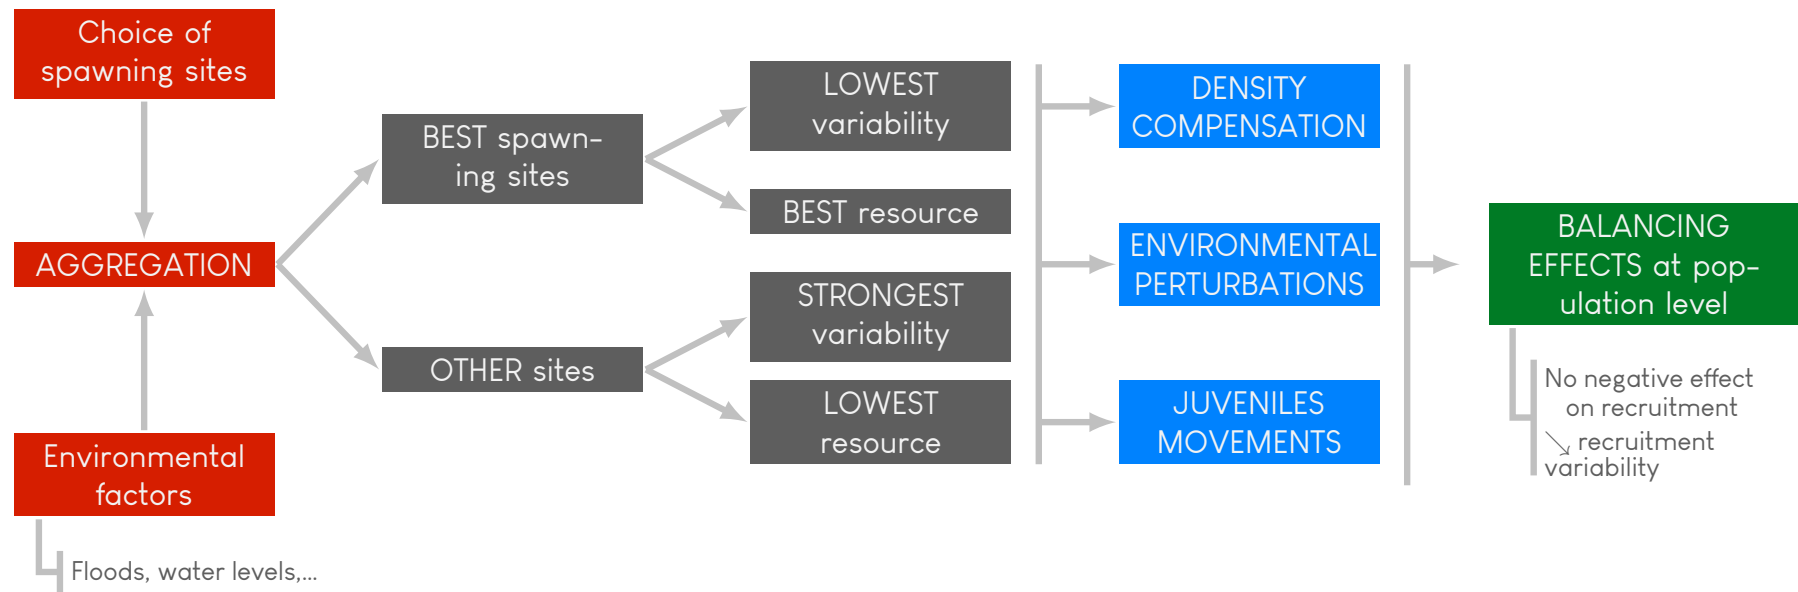 Choice of
spawning sites
AGGREGATION
Environmental
factors
Floods, water levels,...
BEST spawn-
ing sites
OTHER sites
LOWEST
variability
BEST resource
STRONGEST
variability
LOWEST
resource
DENSITY
COMPENSATION
ENVIRONMENTAL
PERTURBATIONS
JUVENILES
MOVEMENTS
BALANCING
EFFECTS at pop-
ulation level
No negative effect
on recruitment
↘ recruitment
variability